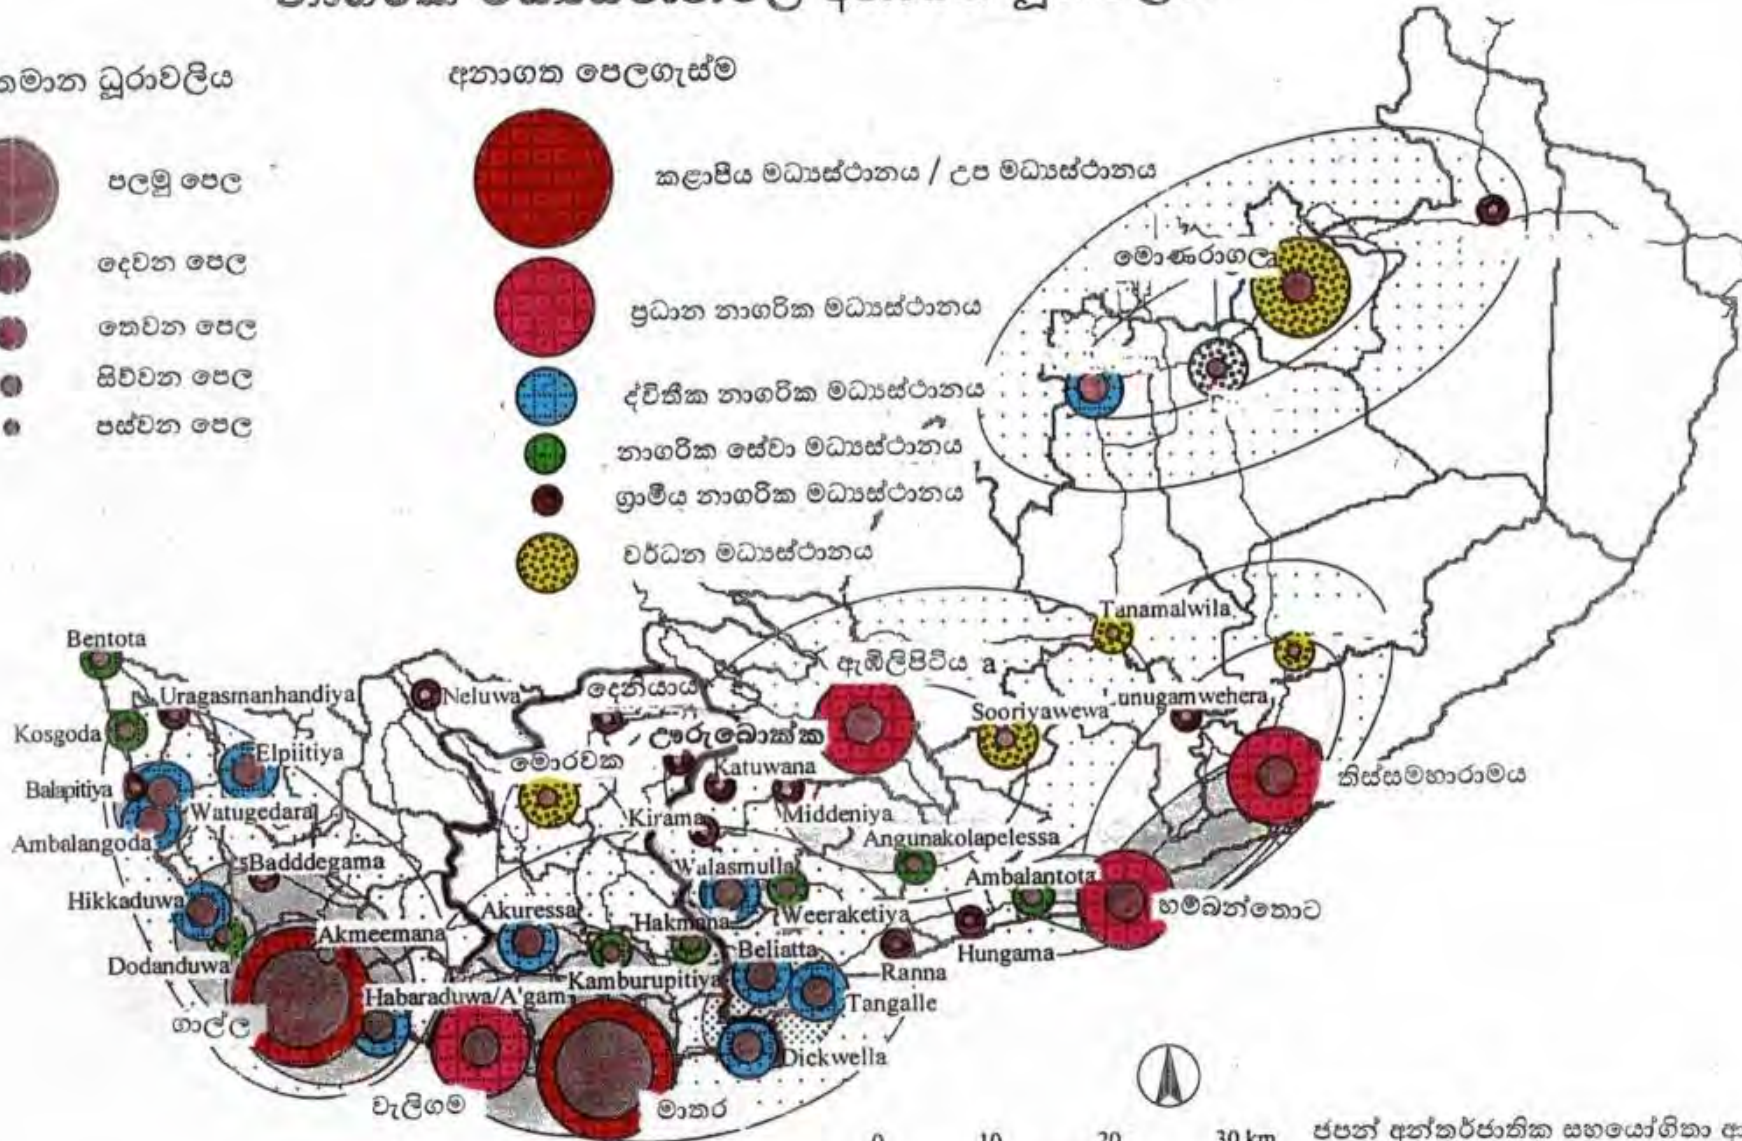 ධූරාවලිය
අනාගත පෙලගැස්ම
පලමු පෙල
දෙවන පෙල
තෙවන පෙල
සිව්වන පෙල
පස්වන පෙල
කළාපීය මධ්‍යස්ථානය / උප මධ්‍යස්ථානය
ප්‍රධාන නාගරික මධ්‍යස්ථානය
ද්විතීක නාගරික මධ්‍යස්ථානය
නාගරික සේවා මධ්‍යස්ථානය
ග්‍රාමීය නාගරික මධ්‍යස්ථානය
වර්ධන මධ්‍යස්ථානය
මොණරාගල
Tanamalwila
Bentota
ඇඹිලිපිටිය a
Uragasmanhandiya
Neluwa
දෙනියාය
Sooriyawewa
unugamwehera
Kosgoda
Elpiitiya
ඌරුබොක්ක
මොරවක
Katuwana
තිස්සමහාරාමය
Balapitiya
Watugedara
Kirama
Middeniya
Ambalangoda
Angunakolapelessa
sBadddegama
Walasmulla
Ambalantota
Hikkaduwa
Akuressa
Hakmana
Weeraketiya
හම්බන්තොට
Akmeemana
Beliatta
Hungama
Dodanduwa
Kamburupitiya
Ranna
Habaraduwa/A'gam
Tangalle
ගාල්ල
Dickwella
වැලිගම
මාතර
0 10 20 30 km
ජපන් අන්තර්ජාතික සහයෝගිතා